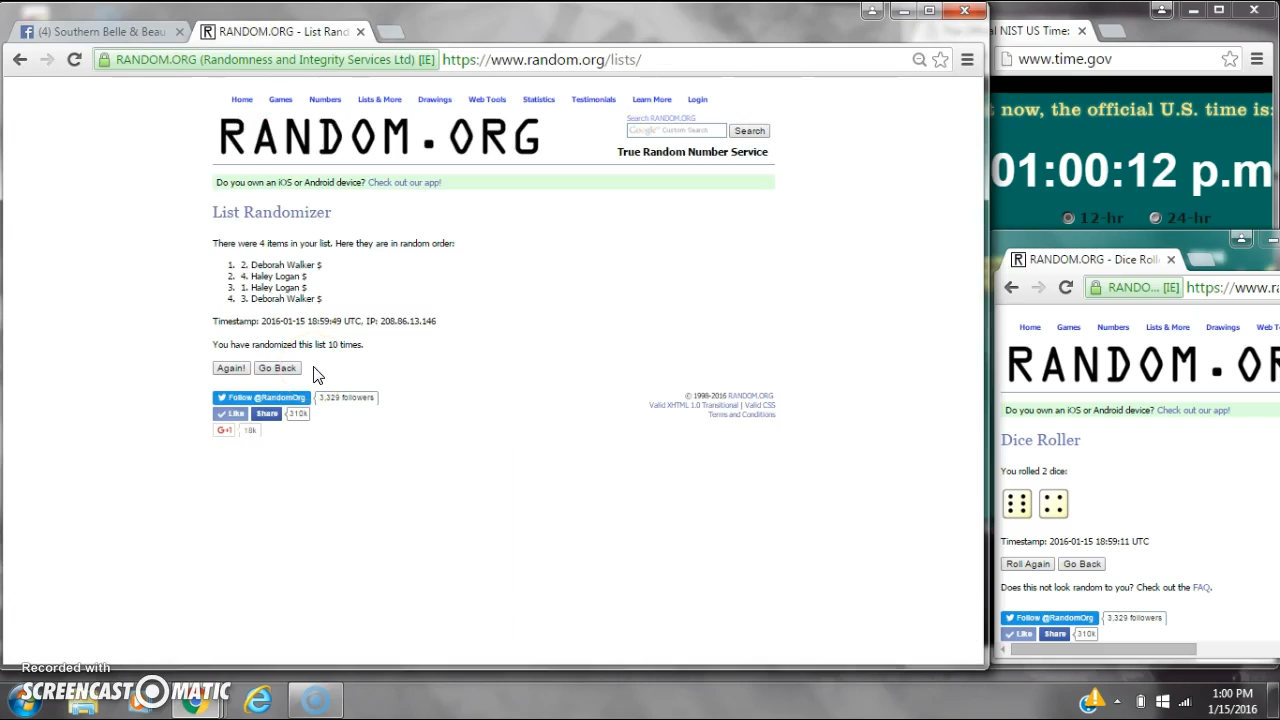 (4) Southern Belle & Beau
RANDOM.ORG - List Rand
RANDOM.ORG (Randomness and Integrity Services Ltd) [IE]
https://www.random.org/lists/
Home Games Numbers Lists & More Drawings Web Tools Statistics Testimonials Learn More Login
RANDOM.ORG
Search RANDOM.ORG
Google™ Custom Search
Search
True Random Number Service
Do you own an iOS or Android device? Check out our app!
List Randomizer
There were 4 items in your list. Here they are in random order:
1. 2. Deborah Walker $
2. 4. Haley Logan $
3. 1. Haley Logan $
4. 3. Deborah Walker $
Timestamp: 2016-01-15 18:59:49 UTC, IP: 208.86.13.146
You have randomized this list 10 times.
Again! Go Back
Follow @RandomOrg 3,329 followers
Like Share 310k
G+1 18k
© 1998-2016 RANDOM.ORG
Valid XHTML 1.0 Transitional | Valid CSS
Terms and Conditions
NIST US Time:
www.time.gov
now, the official U.S. time is:
01:00:12 p.m
12-hr 24-hr
RANDOM.ORG - Dice Roll
RANDO... [IE] https://www.ra
Home Games Numbers Lists & More Drawings Web T
RANDOM.OR
Do you own an iOS or Android device? Check out our app!
Dice Roller
You rolled 2 dice:
Timestamp: 2016-01-15 18:59:11 UTC
Roll Again Go Back
Does this not look random to you? Check out the FAQ.
Follow @RandomOrg 3,329 followers
Like Share 310k
Recorded with
SCREENCAST MATIC
1:00 PM
1/15/2016